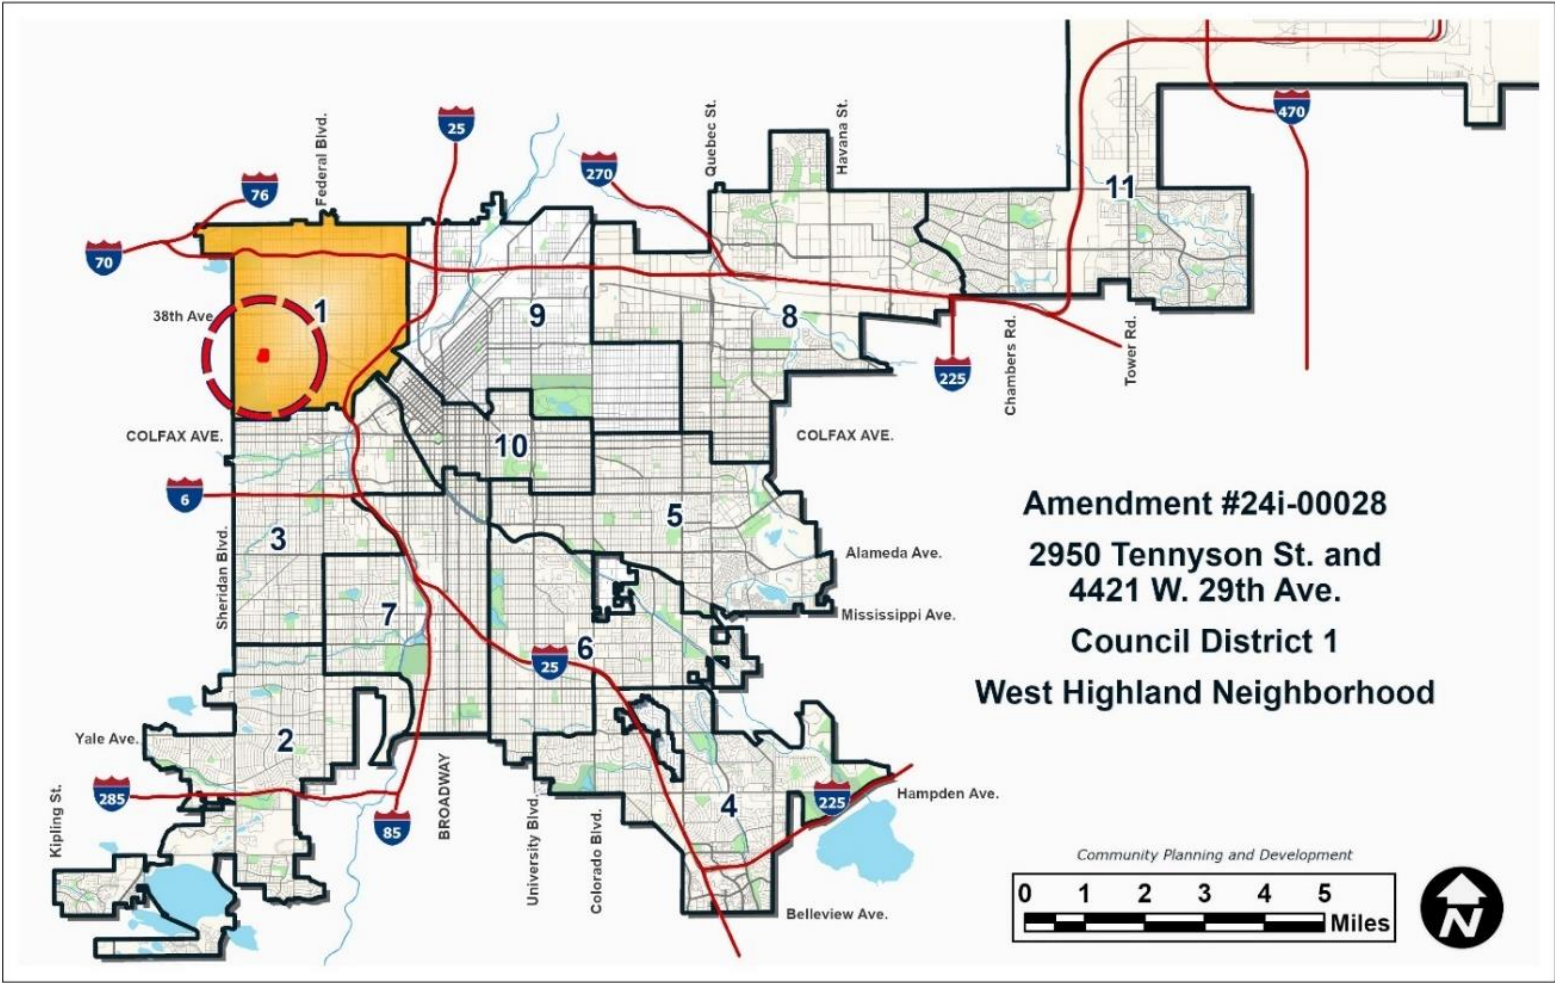 470
Federal Blvd.
25
Quebec St.
Havana St.
270
76
11
70
38th Ave.
1
9
8
225
Chambers Rd.
Tower Rd.
COLFAX AVE.
10
COLFAX AVE.
6
Sheridan Blvd.
3
5
Alameda Ave.
7
Mississippi Ave.
6
25
Amendment #24i-00028
2950 Tennyson St. and
4421 W. 29th Ave.
Council District 1
West Highland Neighborhood
Yale Ave.
2
285
Kipling St.
85
BROADWAY
University Blvd.
Colorado Blvd.
4
225
Hampden Ave.
Belleview Ave.
Community Planning and Development
0 1 2 3 4 5
Miles
N